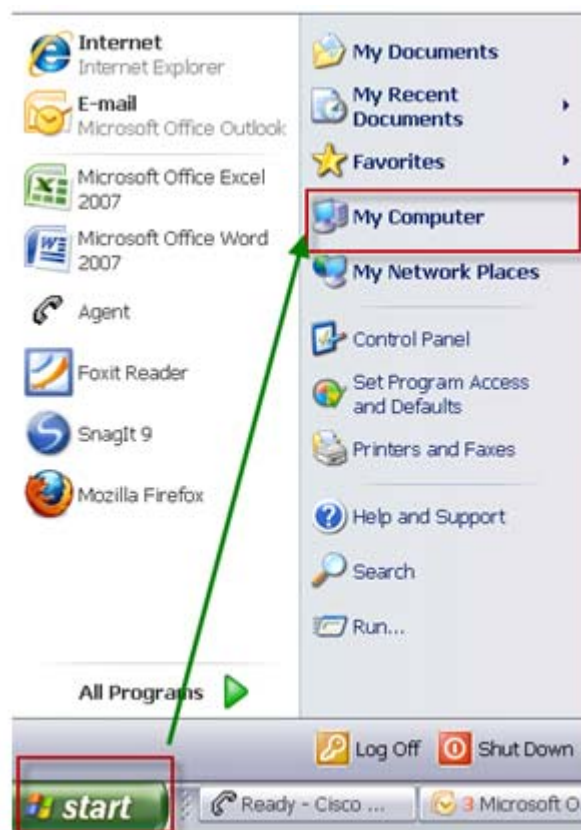 Internet
Internet Explorer
E-mail
Microsoft Office Outlook
Microsoft Office Excel
2007
Microsoft Office Word
2007
Agent
Foxit Reader
SnagIt 9
Mozilla Firefox
All Programs
My Documents
My Recent
Documents
Favorites
My Computer
My Network Places
Control Panel
Set Program Access
and Defaults
Printers and Faxes
Help and Support
Search
Run...
Log Off
Shut Down
start
Ready - Cisco ...
3 Microsoft O